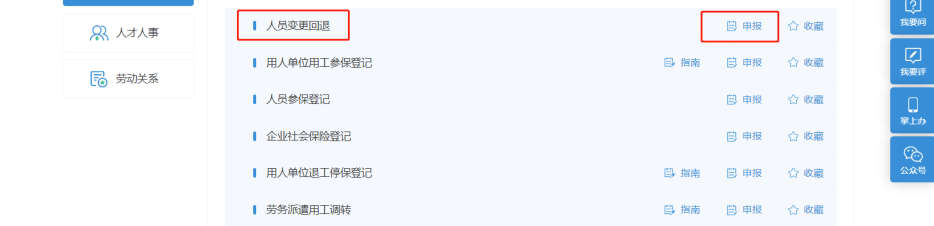 人才人事
劳动关系
人员变更回退 申报 收藏
用人单位用工参保登记 指南 申报 收藏
人员参保登记 申报 收藏
企业社会保险登记 申报 收藏
用人单位退工停保登记 指南 申报 收藏
劳务派遣用工调转 指南 申报 收藏
我要问
我要评
掌上办
公众号